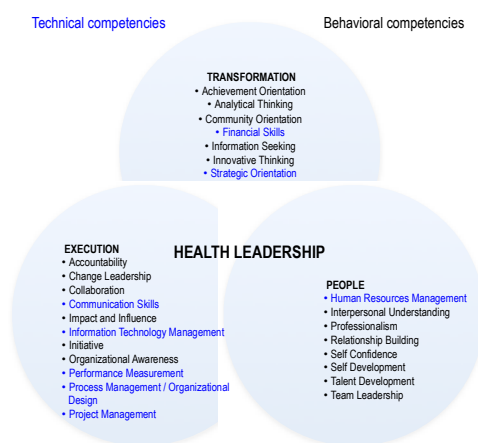 Technical competencies
Behavioral competencies
TRANSFORMATION
• Achievement Orientation
• Analytical Thinking
• Community Orientation
• Financial Skills
• Information Seeking
• Innovative Thinking
• Strategic Orientation
HEALTH LEADERSHIP
EXECUTION
• Accountability
• Change Leadership
• Collaboration
• Communication Skills
• Impact and Influence
• Information Technology Management
• Initiative
• Organizational Awareness
• Performance Measurement
• Process Management / Organizational
Design
• Project Management
PEOPLE
• Human Resources Management
• Interpersonal Understanding
• Professionalism
• Relationship Building
• Self Confidence
• Self Development
• Talent Development
• Team Leadership